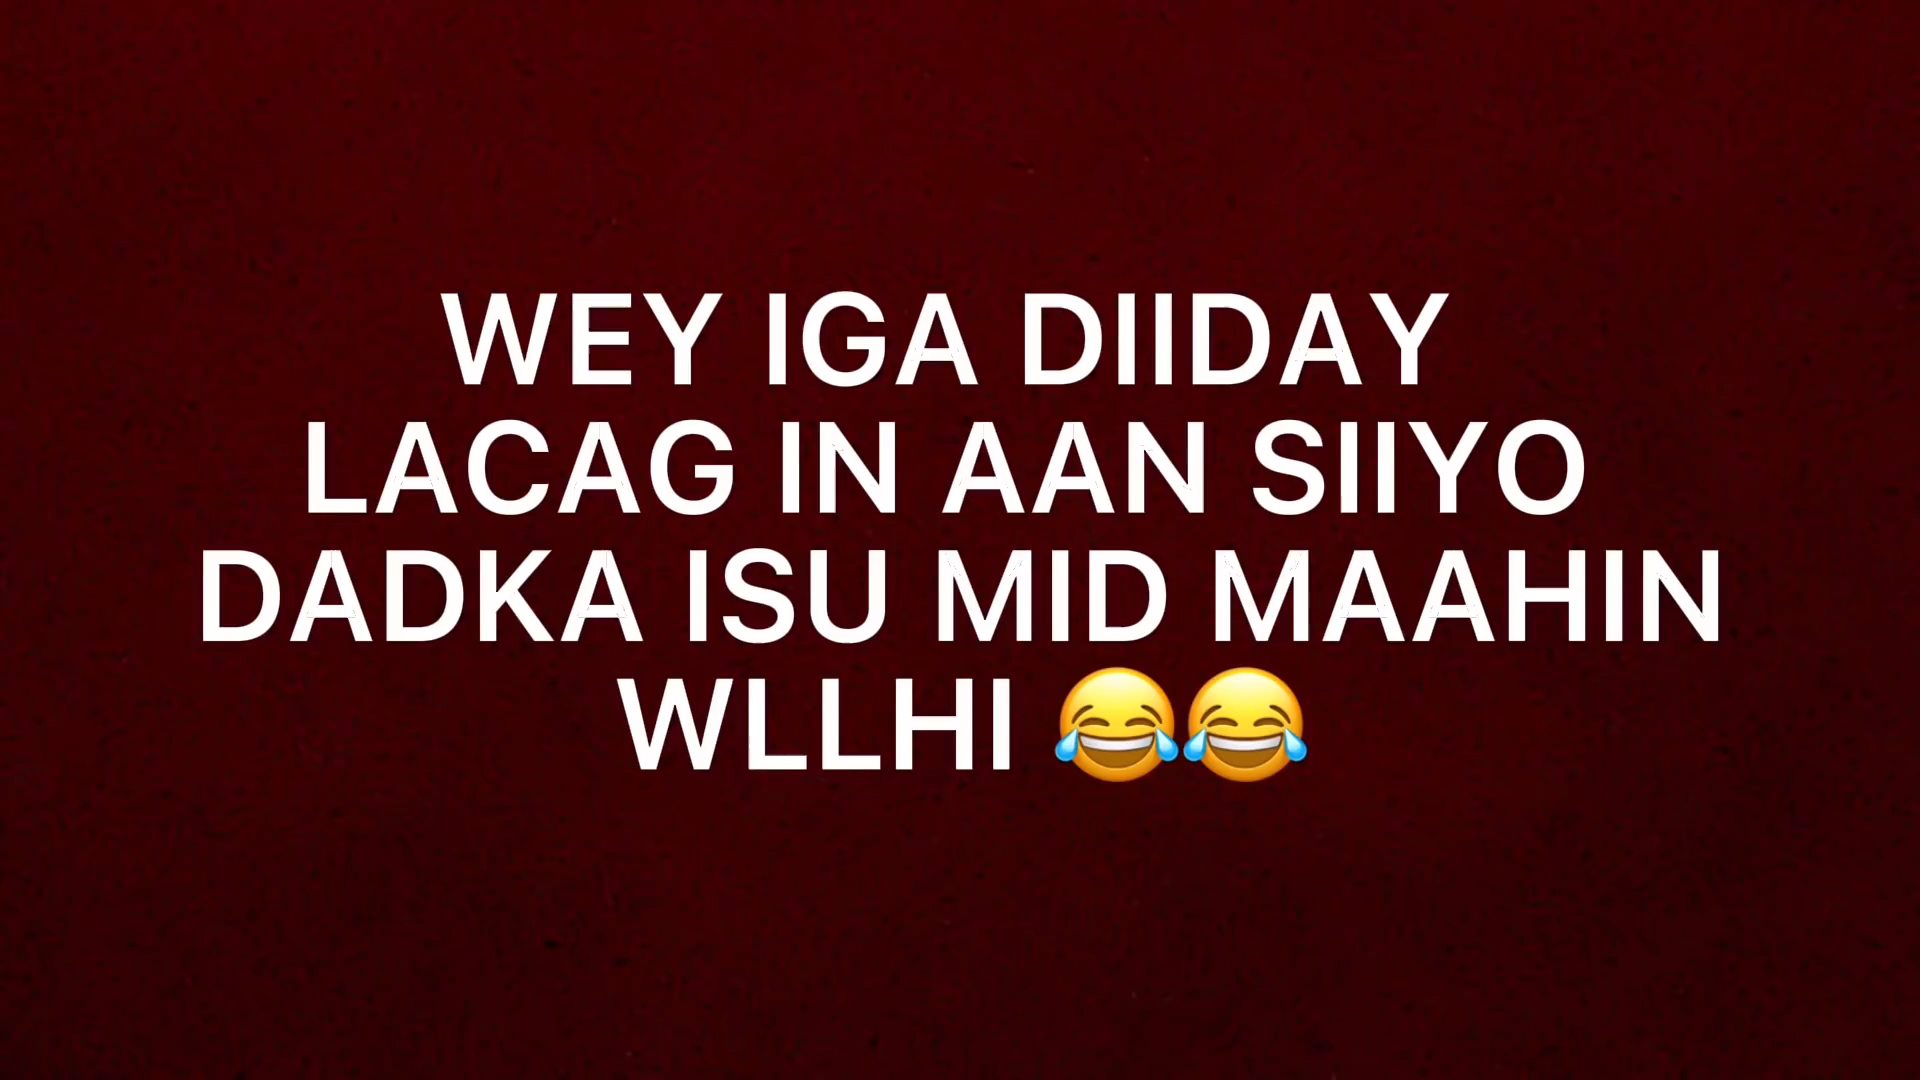 WEY IGA DIIDAY
LACAG IN AAN SIIYO
DADKA ISU MID MAAHIN
WLLHI 😂😂